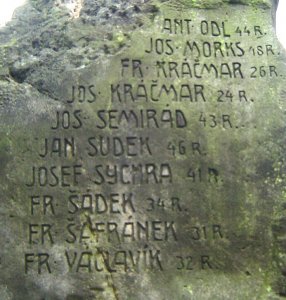 ANT· ODL 44 R.
JOS· MORKS 18 R.
FR· KRÁČMAR 26 R.
JOS· KRÁČMAR 24 R.
JOS· SEMIRÁD 43 R.
JAN SUDEK 46 R.
JOSEF SYCHRA 41 R.
FR· ŠÁDEK 34 R.
FR· ŠAFRÁNEK 31 R.
FR· VÁCLAVÍK 32 R.